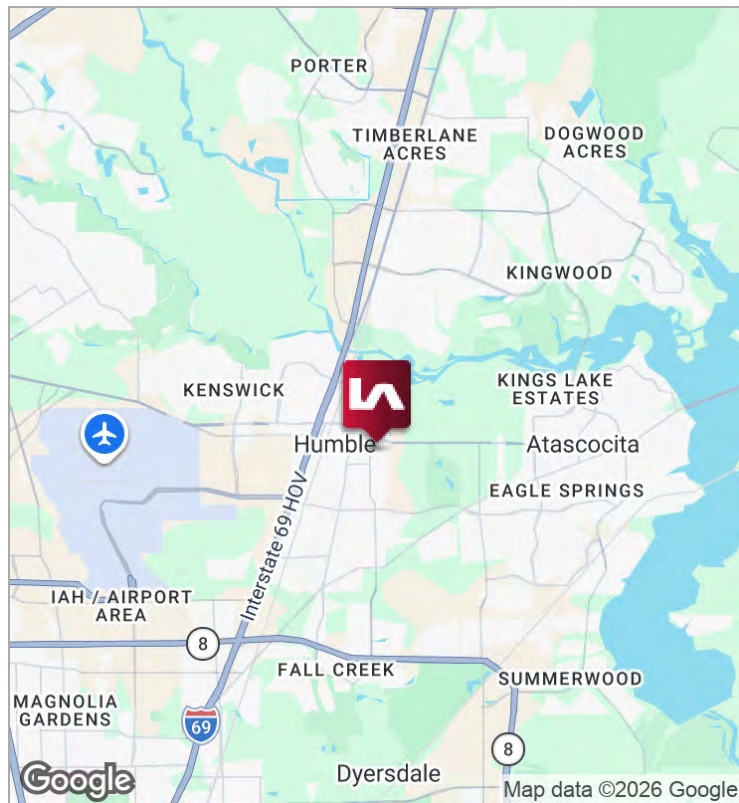 PORTER
TIMBERLANE
ACRES
DOGWOOD
ACRES
KINGWOOD
KENSWICK
KINGS LAKE
ESTATES
Humble
Atascocita
EAGLE SPRINGS
Interstate 69 HOV
IAH / AIRPORT
AREA
8
FALL CREEK
SUMMERWOOD
MAGNOLIA
GARDENS
69
8
Dyersdale
Google
Map data ©2026 Google